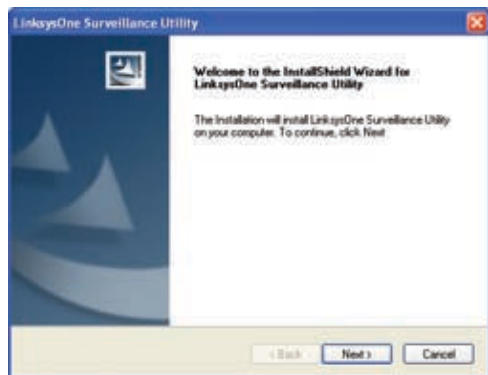 LinksysOne Surveillance Utility
Welcome to the InstallShield Wizard for
LinksysOne Surveillance Utility
The Installation will install LinksysOne Surveillance Utility
on your computer. To continue, click Next
< Back
Next >
Cancel